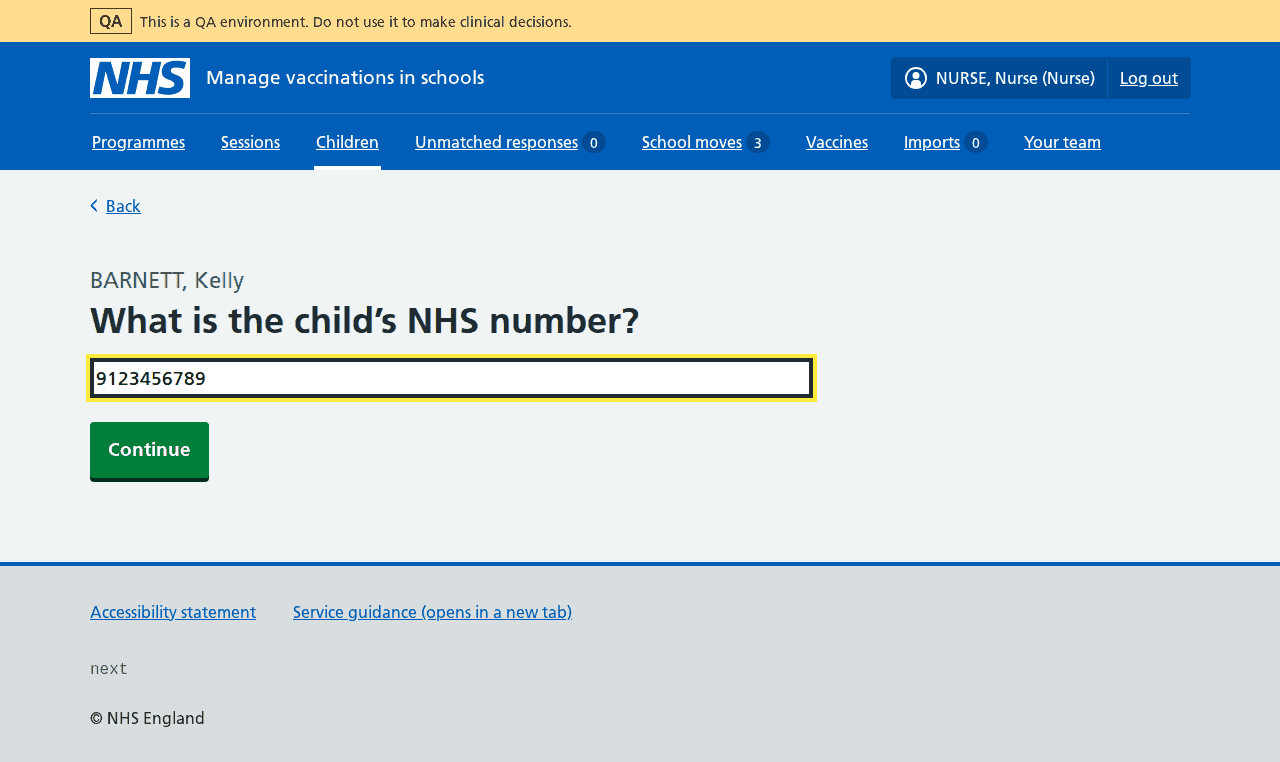 QA This is a QA environment. Do not use it to make clinical decisions.
NHS Manage vaccinations in schools NURSE, Nurse (Nurse) Log out
Programmes Sessions Children Unmatched responses 0 School moves 3 Vaccines Imports 0 Your team
Back
BARNETT, Kelly
What is the child’s NHS number?
9123456789
Continue
Accessibility statement Service guidance (opens in a new tab)
next
© NHS England